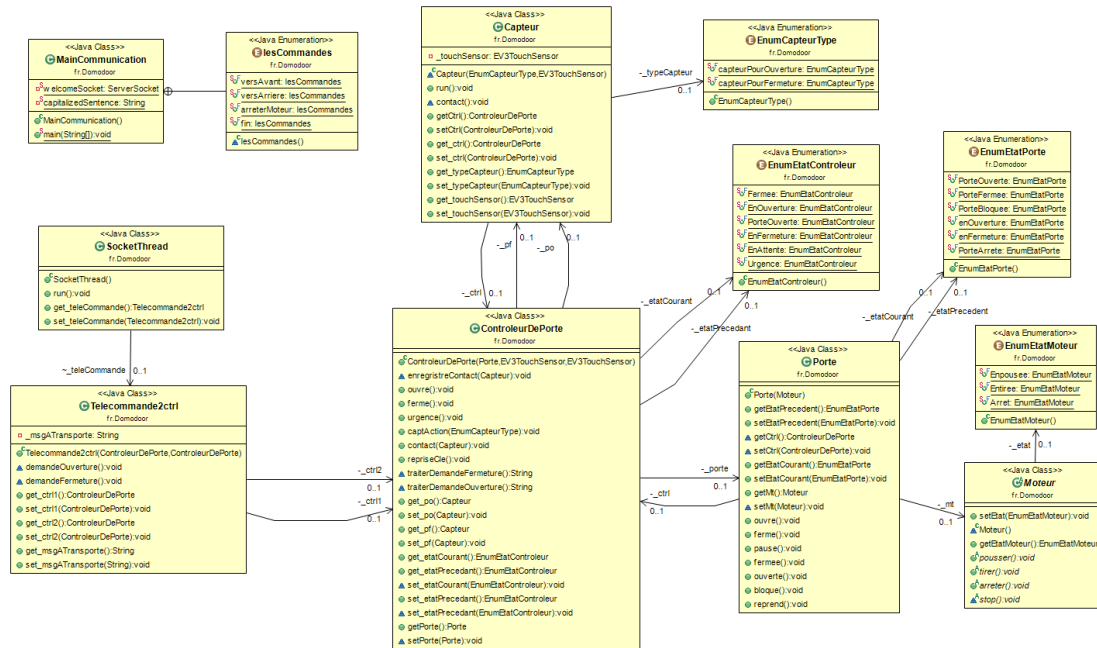 <<Java Class>>
MainCommunication
fr.Domodoor
welcomeSocket: ServerSocket
capitalizedSentence: String
MainCommunication()
main(String[]):void
<<Java Enumeration>>
lesCommandes
fr.Domodoor
versAvant: lesCommandes
versArriere: lesCommandes
arreterMoteur: lesCommandes
fin: lesCommandes
lesCommandes()
<<Java Class>>
Capteur
fr.Domodoor
_touchSensor: EV3TouchSensor
Capteur(EnumCapteurType,EV3TouchSensor)
run():void
contact():void
getCtrl():ControleurDePorte
setCtrl(ControleurDePorte):void
get_ctrl():ControleurDePorte
set_ctrl(ControleurDePorte):void
get_typeCapteur():EnumCapteurType
set_typeCapteur(EnumCapteurType):void
get_touchSensor():EV3TouchSensor
set_touchSensor(EV3TouchSensor):void
-_typeCapteur
0..1
<<Java Enumeration>>
EnumCapteurType
fr.Domodoor
capteurPourOuverture: EnumCapteurType
capteurPourFermeture: EnumCapteurType
EnumCapteurType()
<<Java Enumeration>>
EnumEtatControleur
fr.Domodoor
Fermee: EnumEtatControleur
EnOuverture: EnumEtatControleur
PorteOuverte: EnumEtatControleur
EnFermeture: EnumEtatControleur
EnAttente: EnumEtatControleur
Urgence: EnumEtatControleur
EnumEtatControleur()
<<Java Enumeration>>
EnumEtatPorte
fr.Domodoor
PorteOuverte: EnumEtatPorte
PorteFermee: EnumEtatPorte
PorteBloquee: EnumEtatPorte
enOuverture: EnumEtatPorte
enFermeture: EnumEtatPorte
PorteArrete: EnumEtatPorte
EnumEtatPorte()
<<Java Class>>
SocketThread
fr.Domodoor
SocketThread()
run():void
get_teleCommande():Telecommande2ctrl
set_teleCommande(Telecommande2ctrl):void
~_teleCommande
0..1
-_pf
0..1
-_po
0..1
-_ctrl
0..1
-_etatCourant
0..1
-_etatPrecedant
0..1
-_etatCourant
0..1
-_etatPrecedent
0..1
<<Java Class>>
Telecommande2ctrl
fr.Domodoor
_msgATransporte: String
Telecommande2ctrl(ControleurDePorte,ControleurDePorte)
demandeOuverture():void
demandeFermeture():void
get_ctrl1():ControleurDePorte
set_ctrl1(ControleurDePorte):void
get_ctrl2():ControleurDePorte
set_ctrl2(ControleurDePorte):void
get_msgATransporte():String
set_msgATransporte(String):void
-_ctrl2
0..1
-_ctrl1
0..1
<<Java Class>>
ControleurDePorte
fr.Domodoor
ControleurDePorte(Porte,EV3TouchSensor,EV3TouchSensor)
enregristreContact(Capteur):void
ouvre():void
ferme():void
urgence():void
captAction(EnumCapteurType):void
contact(Capteur):void
repriseCle():void
traiterDemandeFermeture():String
traiterDemandeOuverture():String
get_po():Capteur
set_po(Capteur):void
get_pf():Capteur
set_pf(Capteur):void
get_etatCourant():EnumEtatControleur
get_etatPrecedant():EnumEtatControleur
set_etatCourant(EnumEtatControleur):void
set_etatPrecedant():EnumEtatControleur
set_etatPrecedant(EnumEtatControleur):void
getPorte():Porte
setPorte(Porte):void
-_porte
0..1
-_ctrl
0..1
<<Java Class>>
Porte
fr.Domodoor
Porte(Moteur)
getEtatPrecedent():EnumEtatPorte
setEtatPrecedent(EnumEtatPorte):void
getCtrl():ControleurDePorte
setCtrl(ControleurDePorte):void
getEtatCourant():EnumEtatPorte
setEtatCourant(EnumEtatPorte):void
getMt():Moteur
setMt(Moteur):void
ouvre():void
ferme():void
pause():void
fermee():void
ouverte():void
bloque():void
reprend():void
-_mt
0..1
<<Java Enumeration>>
EnumEtatMoteur
fr.Domodoor
Enpousee: EnumEtatMoteur
Entiree: EnumEtatMoteur
Arret: EnumEtatMoteur
EnumEtatMoteur()
-_etat
0..1
<<Java Class>>
Moteur
fr.Domodoor
setEtat(EnumEtatMoteur):void
Moteur()
getEtatMoteur():EnumEtatMoteur
pousser():void
tirer():void
arreter():void
stop():void